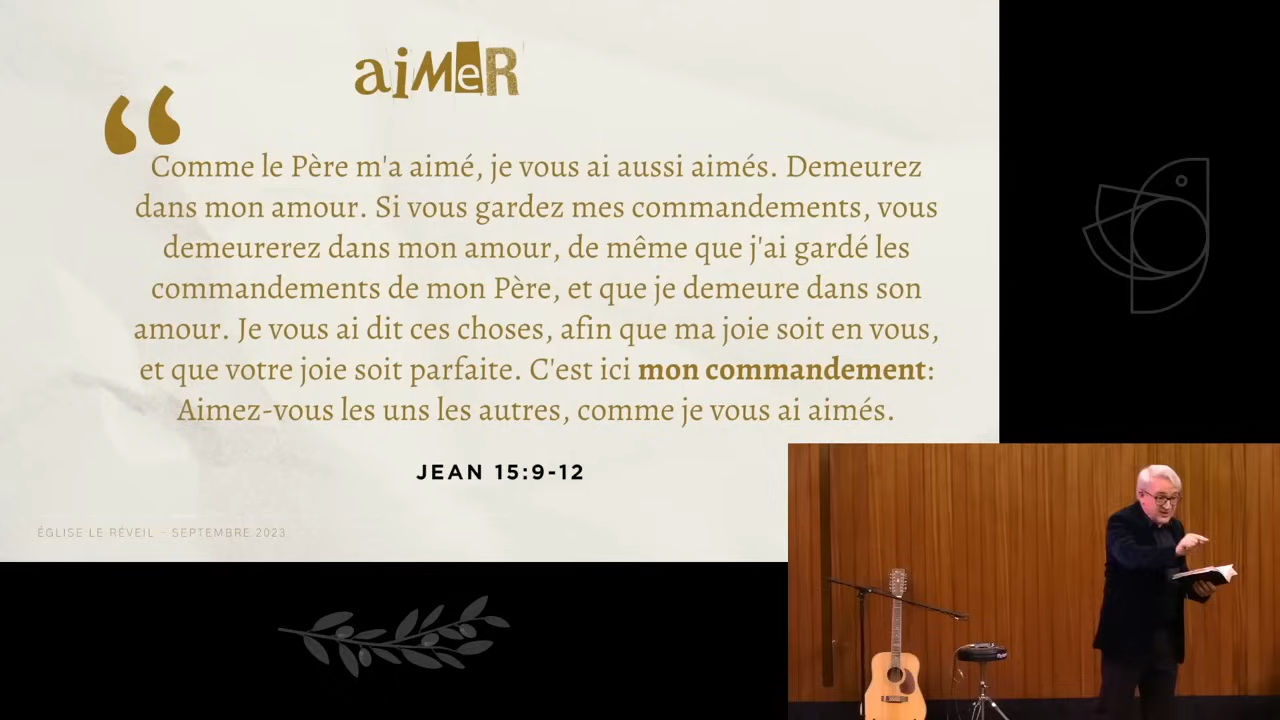 aiMeR
“
Comme le Père m'a aimé, je vous ai aussi aimés. Demeurez
dans mon amour. Si vous gardez mes commandements, vous
demeurerez dans mon amour, de même que j'ai gardé les
commandements de mon Père, et que je demeure dans son
amour. Je vous ai dit ces choses, afin que ma joie soit en vous,
et que votre joie soit parfaite. C'est ici mon commandement:
Aimez-vous les uns les autres, comme je vous ai aimés.
JEAN 15:9-12
ÉGLISE LE RÉVEIL - SEPTEMBRE 2023